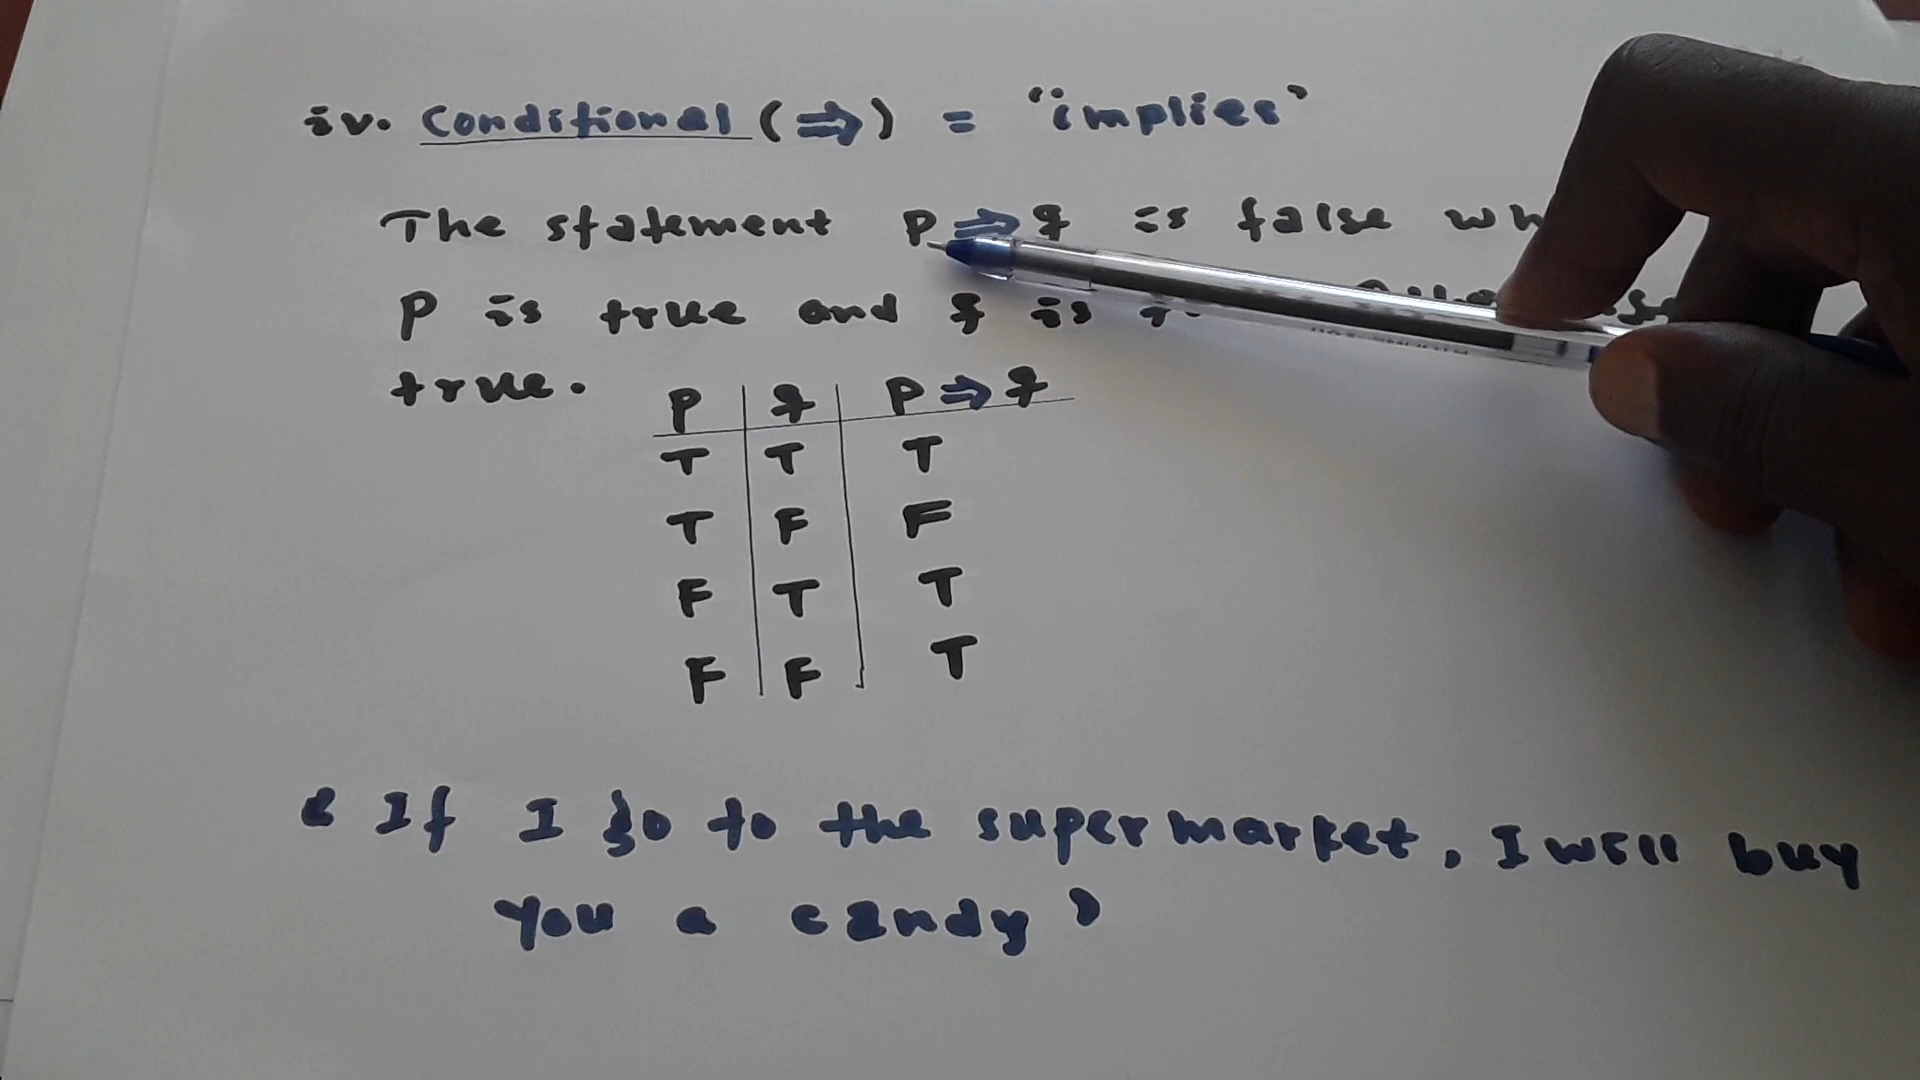 iv. Conditional (⇒) = "implies"
The statement P ⇒ q is false
P is true and q is
true.
P q P ⇒ q
T T T
T F F
F T T
F F T
' If I go to the supermarket, I will buy
you a candy '